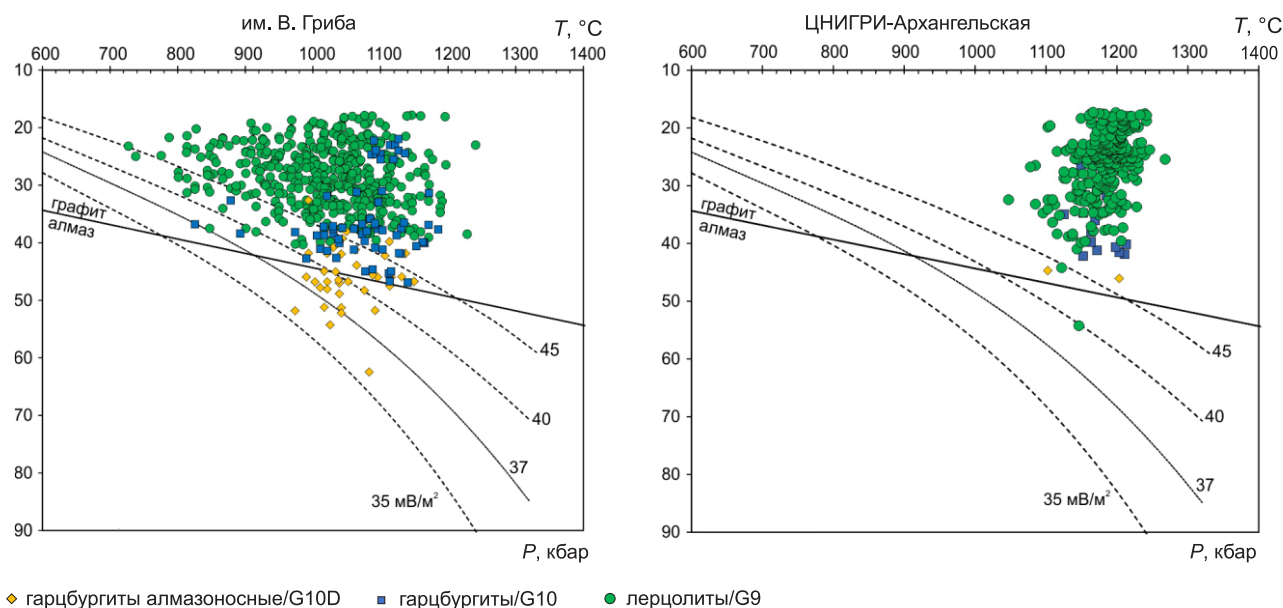 им. В. Гриба
T, °C
600 700 800 900 1000 1100 1200 1300 1400
10
20
30
40
50
60
70
80
90
графит
алмаз
45
40
37
35 мВ/м²
P, кбар
ЦНИГРИ-Архангельская
T, °C
600 700 800 900 1000 1100 1200 1300 1400
10
20
30
40
50
60
70
80
90
графит
алмаз
45
40
37
35 мВ/м²
P, кбар
гарцбургиты алмазоносные/G10D гарцбургиты/G10 лерцолиты/G9